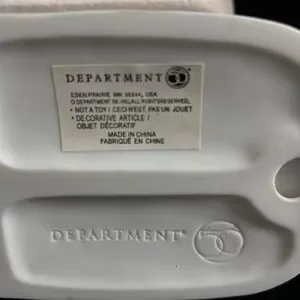 DEPARTMENT 56
EDEN PRAIRIE MN 55344, USA
© DEPARTMENT 56, INC. ALL RIGHTS RESERVED.
• NOT A TOY / CECI N'EST PAS UN JOUET
• DECORATIVE ARTICLE /
OBJET DÉCORATIF
MADE IN CHINA
FABRIQUÉ EN CHINE
DEPARTMENT® 56